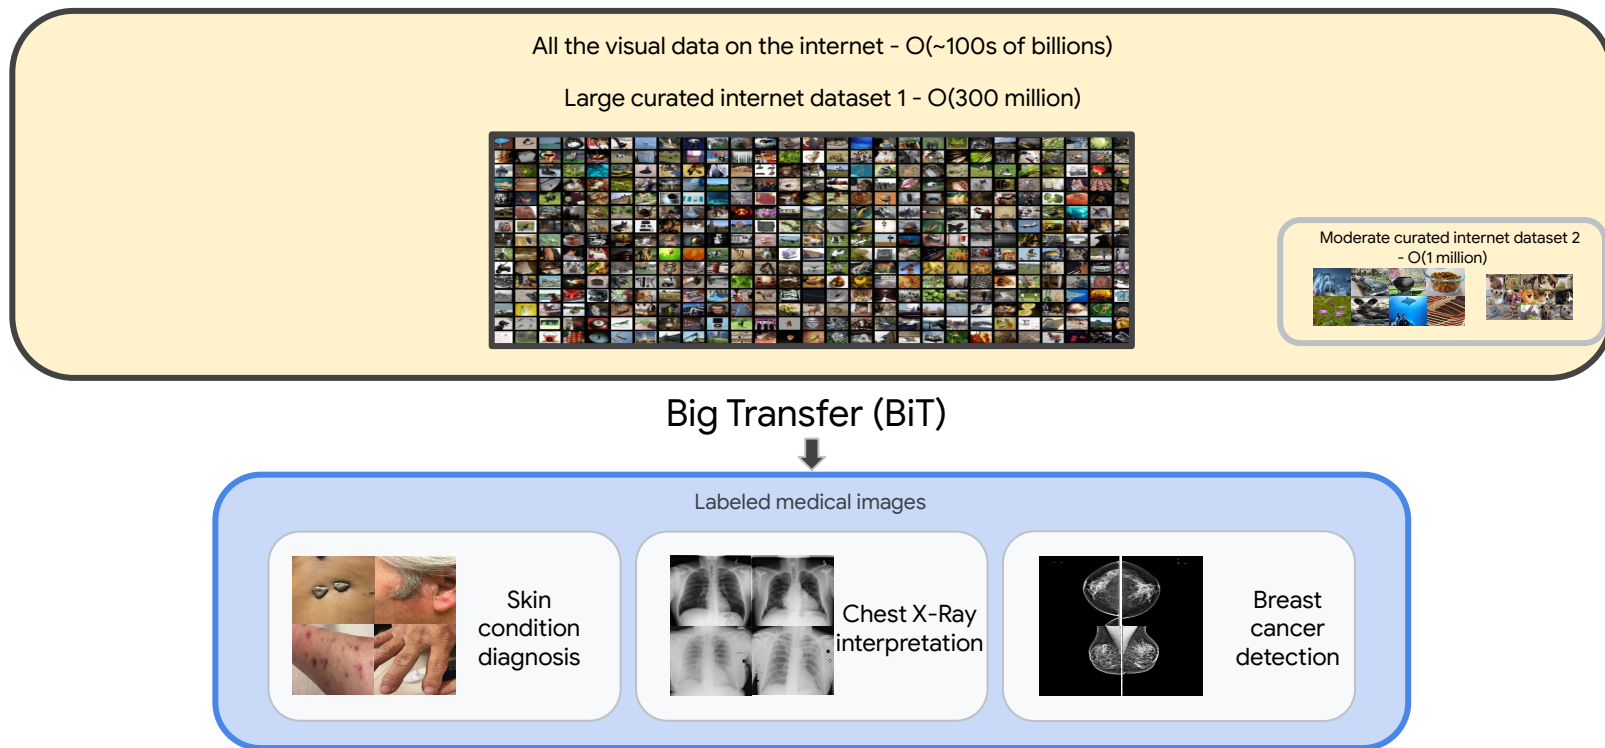 All the visual data on the internet - O(~100s of billions)
Large curated internet dataset 1 - O(300 million)
Moderate curated internet dataset 2
- O(1 million)
Big Transfer (BiT)
Labeled medical images
Skin
condition
diagnosis
Chest X-Ray
interpretation
Breast
cancer
detection